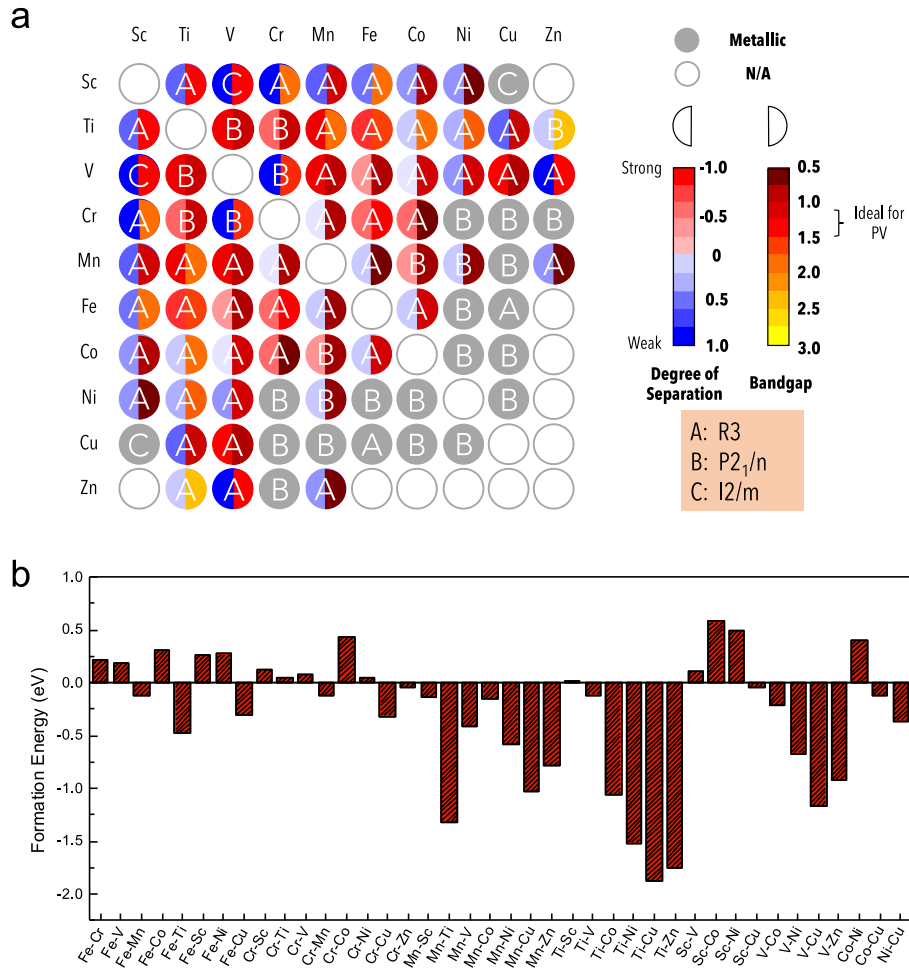 a
Sc Ti V Cr Mn Fe Co Ni Cu Zn
Sc A C A A A A A C
Ti A B B A A A A A B
V C B B A A A A A A
Cr A B B A A A B B B
Mn A A A A A B B B A
Fe A A A A A A B A
Co A A A A B A B B
Ni A A A B B B B B
Cu C A A B B A B B
Zn A A B A
Metallic
N/A
Strong
Weak
-1.0
-0.5
0
0.5
1.0
0.5
1.0
1.5
2.0
2.5
3.0
Ideal for
PV
Degree of
Separation
Bandgap
A: R3
B: P2₁/n
C: I2/m
b
Formation Energy (eV)
1.0
0.5
0.0
-0.5
-1.0
-1.5
-2.0
Fe-Cr
Fe-V
Fe-Mn
Fe-Co
Fe-Ti
Fe-Sc
Fe-Ni
Fe-Cu
Cr-Sc
Cr-Ti
Cr-V
Cr-Mn
Cr-Co
Cr-Ni
Cr-Cu
Cr-Zn
Mn-Sc
Mn-Ti
Mn-V
Mn-Co
Mn-Ni
Mn-Cu
Mn-Zn
Ti-Sc
Ti-V
Ti-Co
Ti-Ni
Ti-Cu
Ti-Zn
Sc-V
Sc-Co
Sc-Ni
Sc-Cu
V-Co
V-Ni
V-Cu
V-Zn
Co-Ni
Co-Cu
Ni-Cu